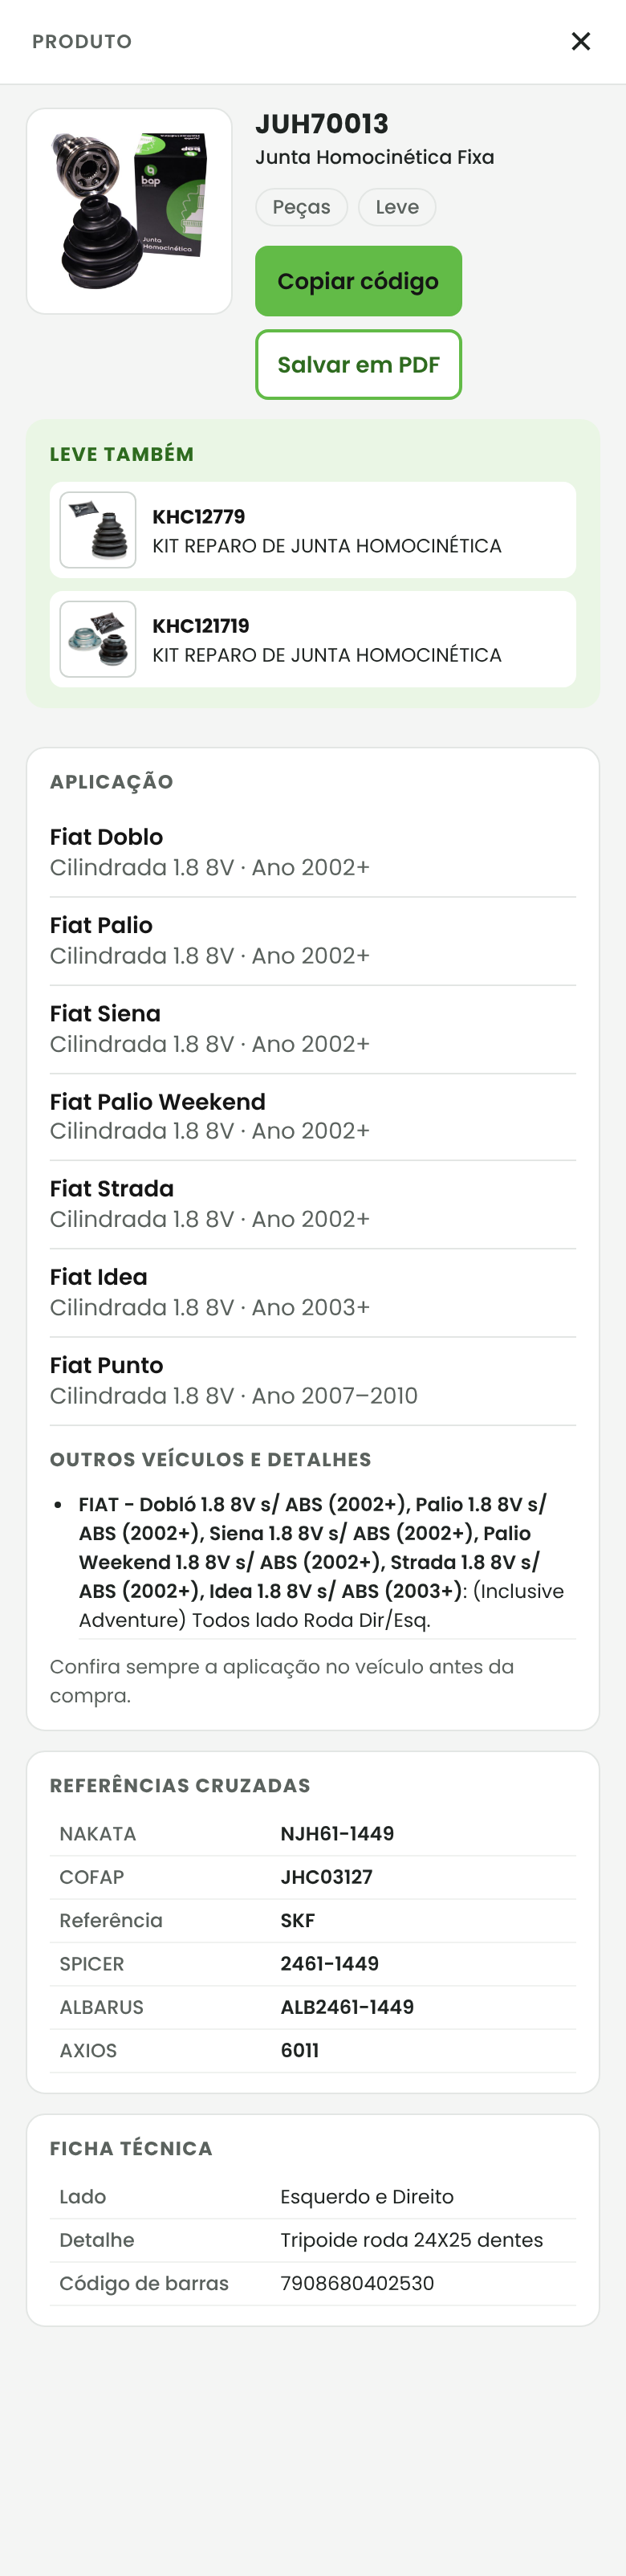 PRODUTO
JUH70013
Junta Homocinética Fixa
bap
Junta
Homocinética
Peças
Leve
Copiar código
Salvar em PDF
LEVE TAMBÉM
KHC12779
KIT REPARO DE JUNTA HOMOCINÉTICA
KHC121719
KIT REPARO DE JUNTA HOMOCINÉTICA
APLICAÇÃO
Fiat Doblo
Cilindrada 1.8 8V · Ano 2002+
Fiat Palio
Cilindrada 1.8 8V · Ano 2002+
Fiat Siena
Cilindrada 1.8 8V · Ano 2002+
Fiat Palio Weekend
Cilindrada 1.8 8V · Ano 2002+
Fiat Strada
Cilindrada 1.8 8V · Ano 2002+
Fiat Idea
Cilindrada 1.8 8V · Ano 2003+
Fiat Punto
Cilindrada 1.8 8V · Ano 2007–2010
OUTROS VEÍCULOS E DETALHES
• FIAT - Dobló 1.8 8V s/ ABS (2002+), Palio 1.8 8V s/
ABS (2002+), Siena 1.8 8V s/ ABS (2002+), Palio
Weekend 1.8 8V s/ ABS (2002+), Strada 1.8 8V s/
ABS (2002+), Idea 1.8 8V s/ ABS (2003+): (Inclusive
Adventure) Todos lado Roda Dir/Esq.
Confira sempre a aplicação no veículo antes da
compra.
REFERÊNCIAS CRUZADAS
NAKATA NJH61-1449
COFAP JHC03127
Referência SKF
SPICER 2461-1449
ALBARUS ALB2461-1449
AXIOS 6011
FICHA TÉCNICA
Lado Esquerdo e Direito
Detalhe Tripoide roda 24X25 dentes
Código de barras 7908680402530